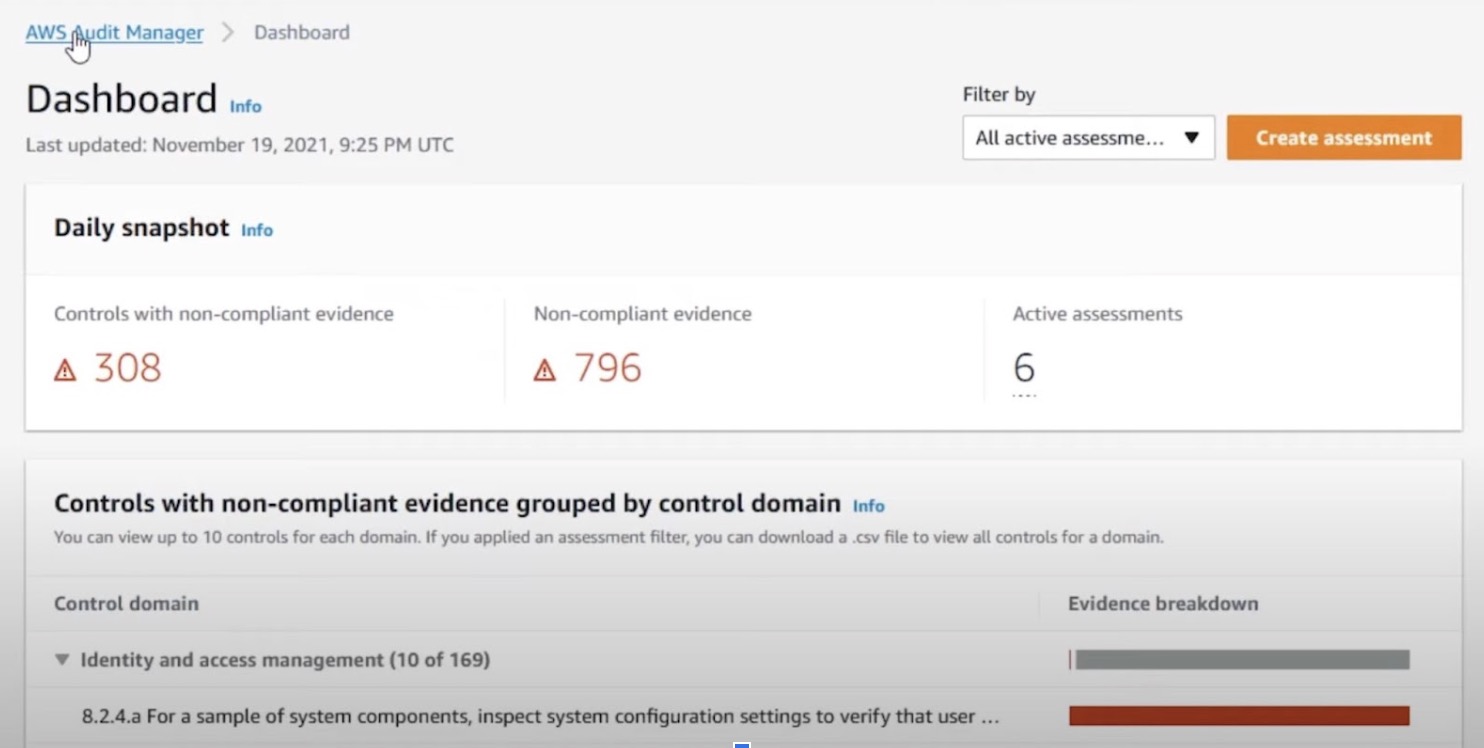 AWS Audit Manager > Dashboard
Dashboard Info
Last updated: November 19, 2021, 9:25 PM UTC
Filter by
All active assessme...
Create assessment
Daily snapshot Info
Controls with non-compliant evidence
308
Non-compliant evidence
796
Active assessments
6
Controls with non-compliant evidence grouped by control domain Info
You can view up to 10 controls for each domain. If you applied an assessment filter, you can download a .csv file to view all controls for a domain.
Control domain
Evidence breakdown
Identity and access management (10 of 169)
8.2.4.a For a sample of system components, inspect system configuration settings to verify that user ...